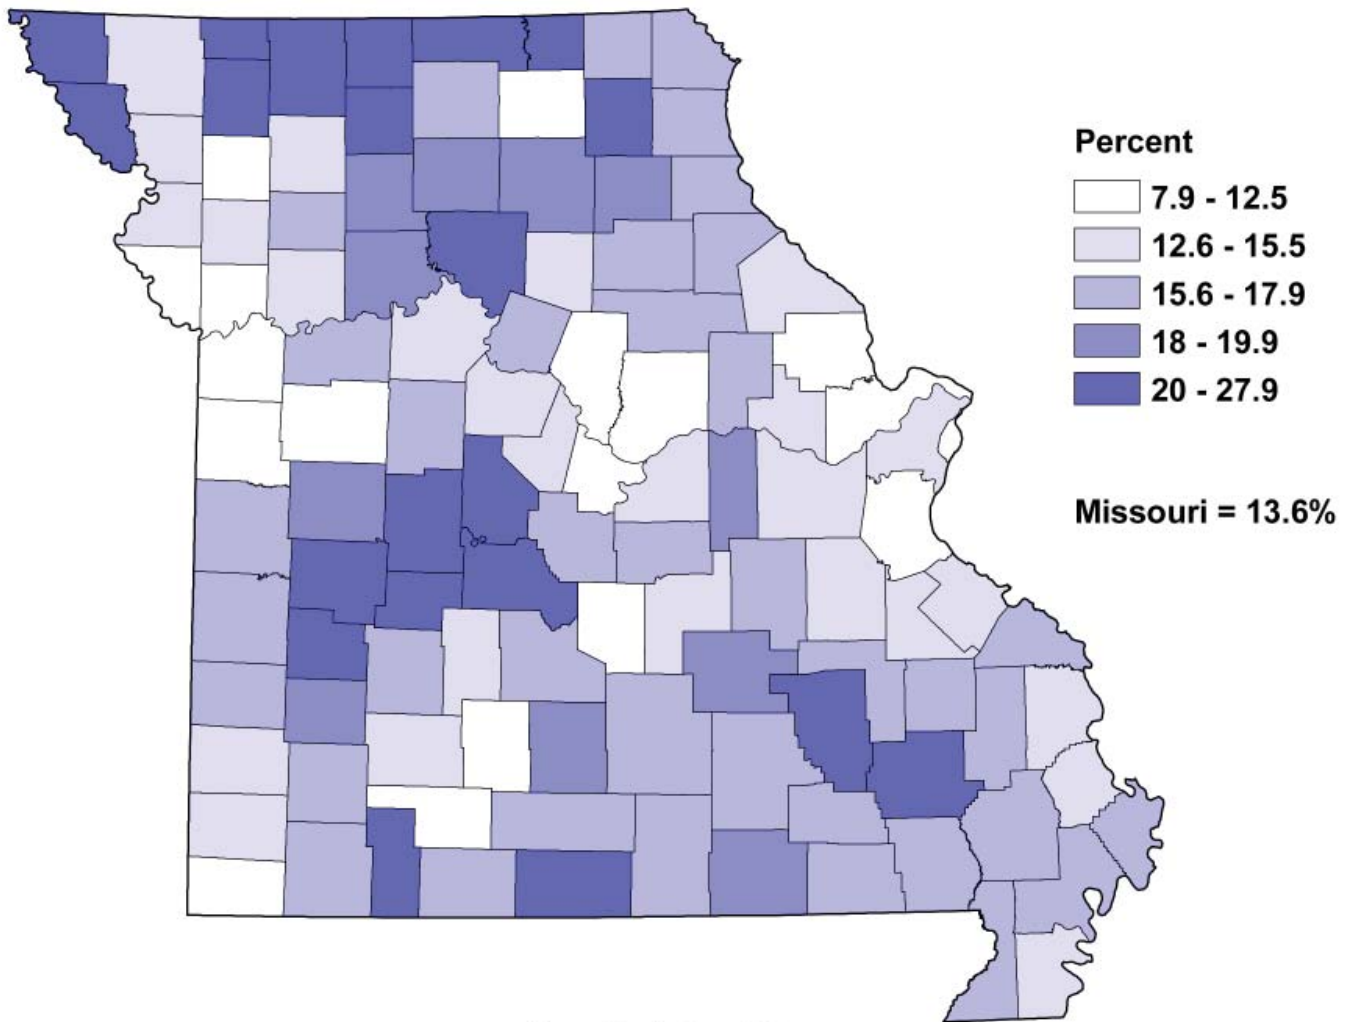 Percent
7.9 - 12.5
12.6 - 15.5
15.6 - 17.9
18 - 19.9
20 - 27.9
Missouri = 13.6%